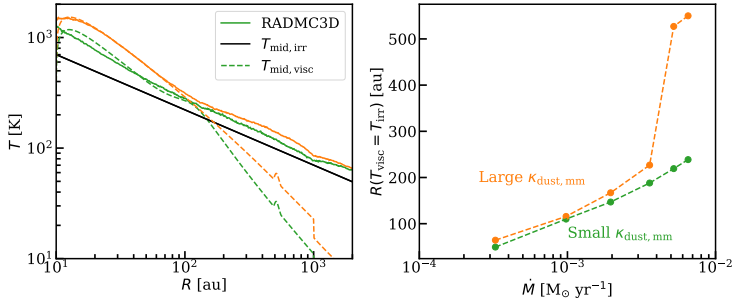 RADMC3D
T_mid,irr
T_mid,visc
10^3
10^2
10^1
T [K]
10^1 10^2 10^3
R [au]
500
400
300
200
100
R(T_visc = T_irr) [au]
Large κ_dust,mm
Small κ_dust,mm
10^−4 10^−3 10^−2
Ṁ [M_⊙ yr^−1]